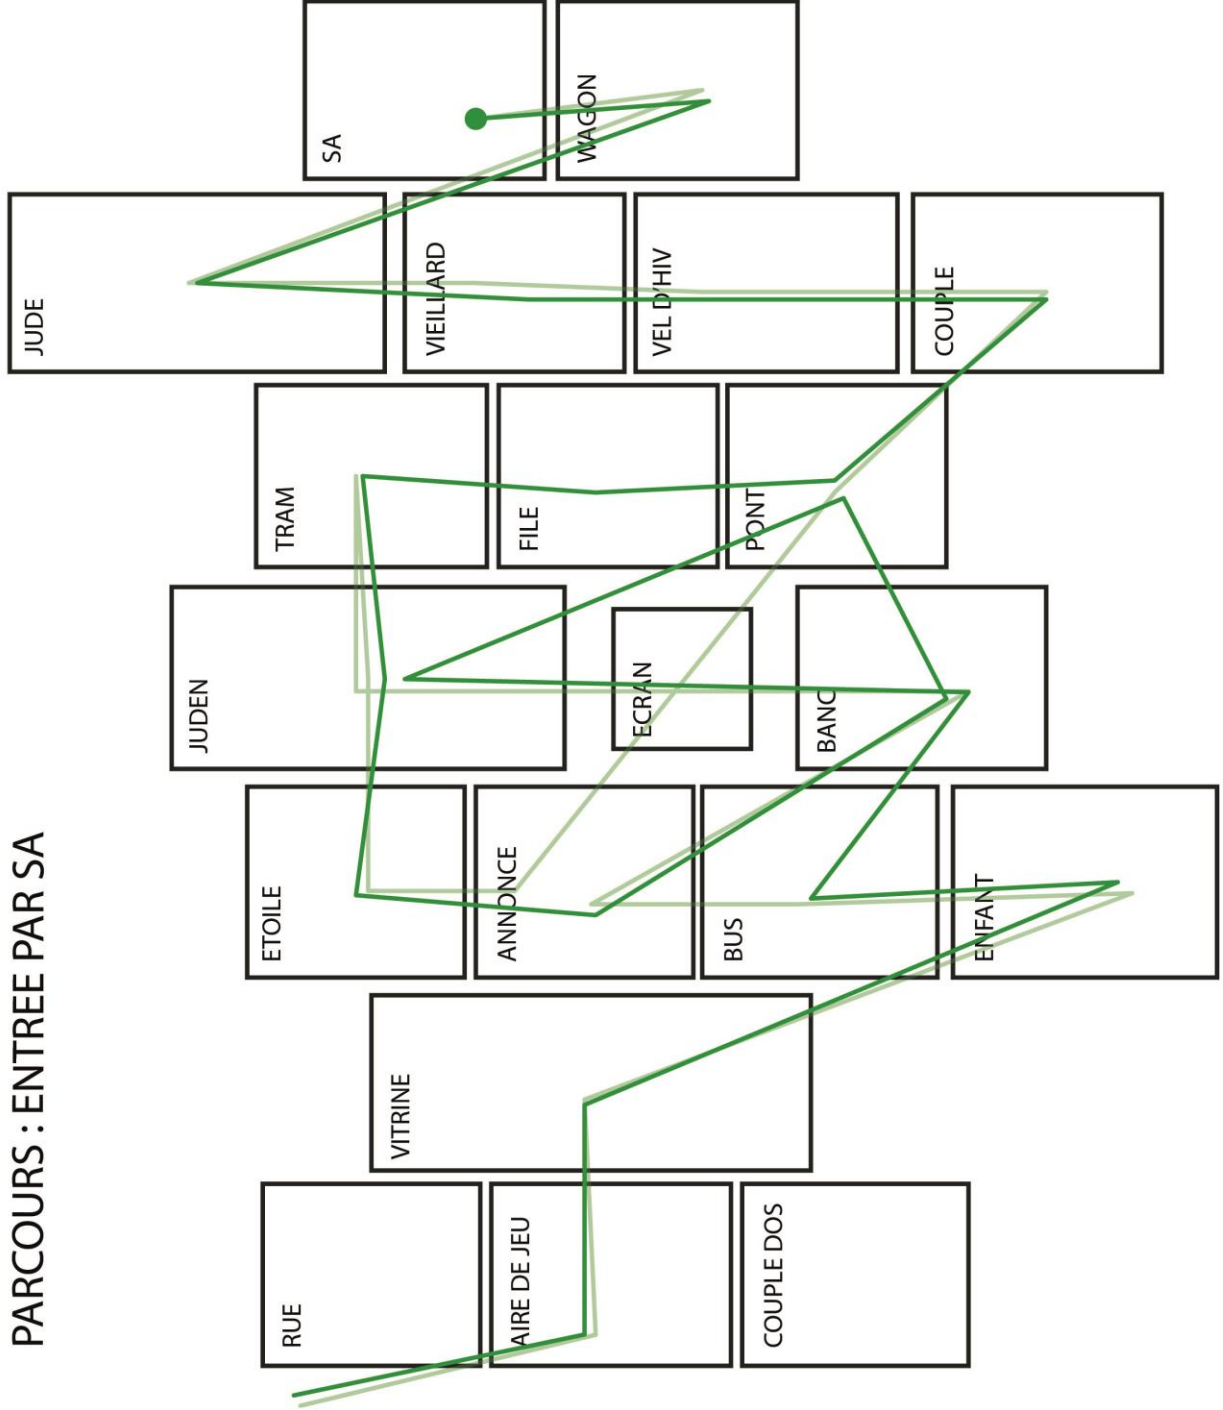 PARCOURS : ENTREE PAR SA
RUE
AIRE DE JEU
COUPLE DOS
VITRINE
ETOILE
ANNONCE
BUS
ENFANT
JUDEN
ECRAN
BANC
TRAM
FILE
PONT
JUDE
VIEILLARD
VEL D'HIV
COUPLE
SA
WAGON